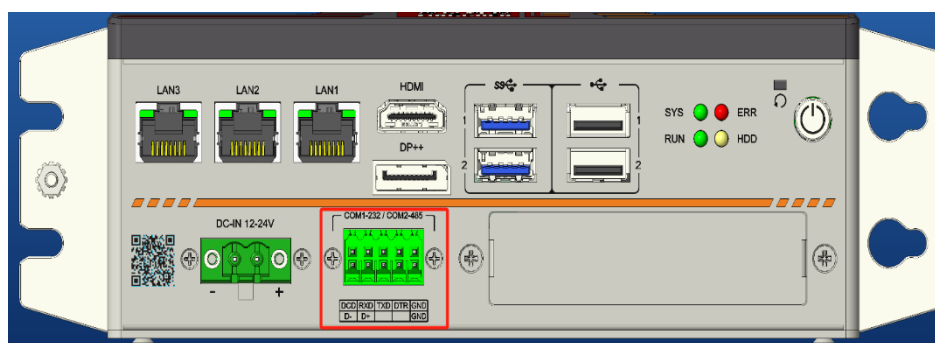 LAN3 LAN2 LAN1 HDMI SS
1 1
SYS ERR
DP++
RUN HDD
2 2
DC-IN 12-24V COM1-232 / COM2-485
- +
DCD RXD TXD DTR GND
D- D+ GND